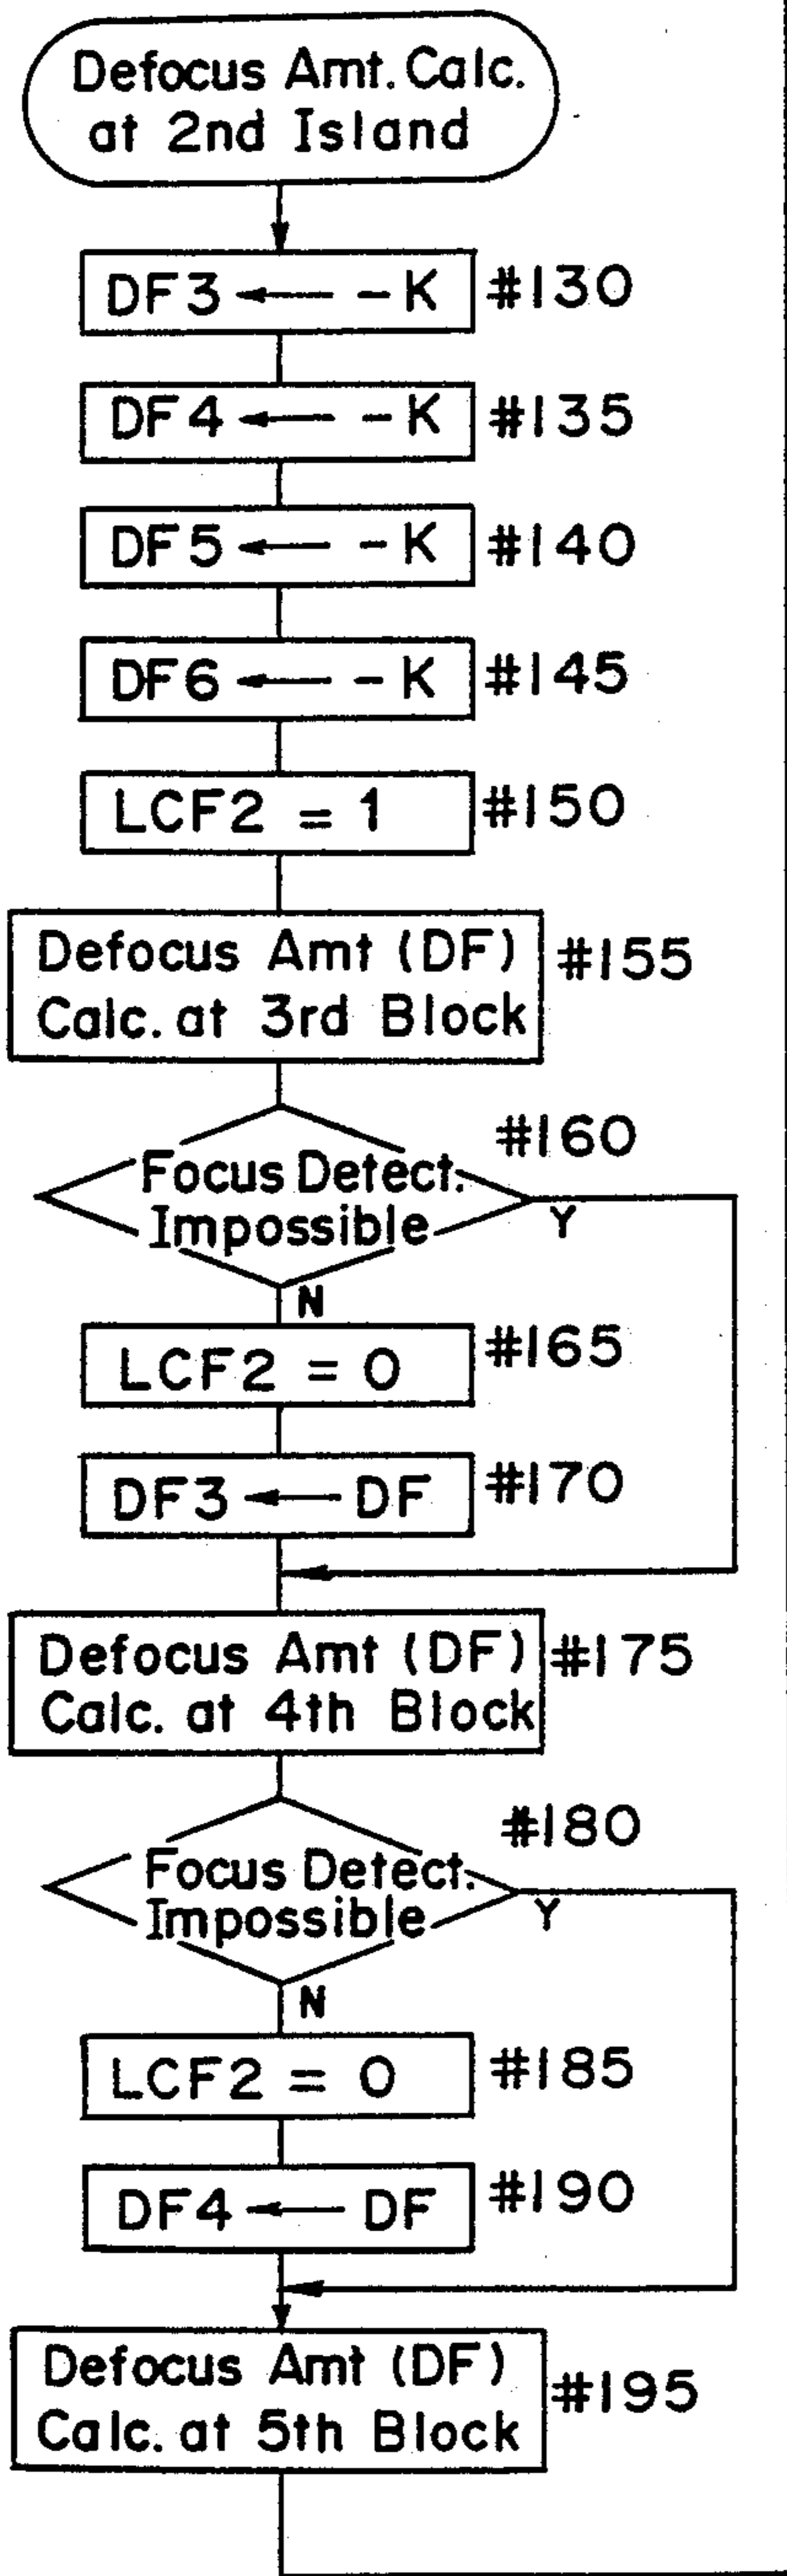 Defocus Amt. Calc.
at 2nd Island
DF3 ← -K #130
DF4 ← -K #135
DF5 ← -K #140
DF6 ← -K #145
LCF2 = 1 #150
Defocus Amt (DF)
Calc. at 3rd Block
#155
#160
Focus Detect.
Impossible
Y
N
LCF2 = 0 #165
DF3 ← DF #170
Defocus Amt (DF)
Calc. at 4th Block
#175
#180
Focus Detect.
Impossible
Y
N
LCF2 = 0 #185
DF4 ← DF #190
Defocus Amt (DF)
Calc. at 5th Block
#195